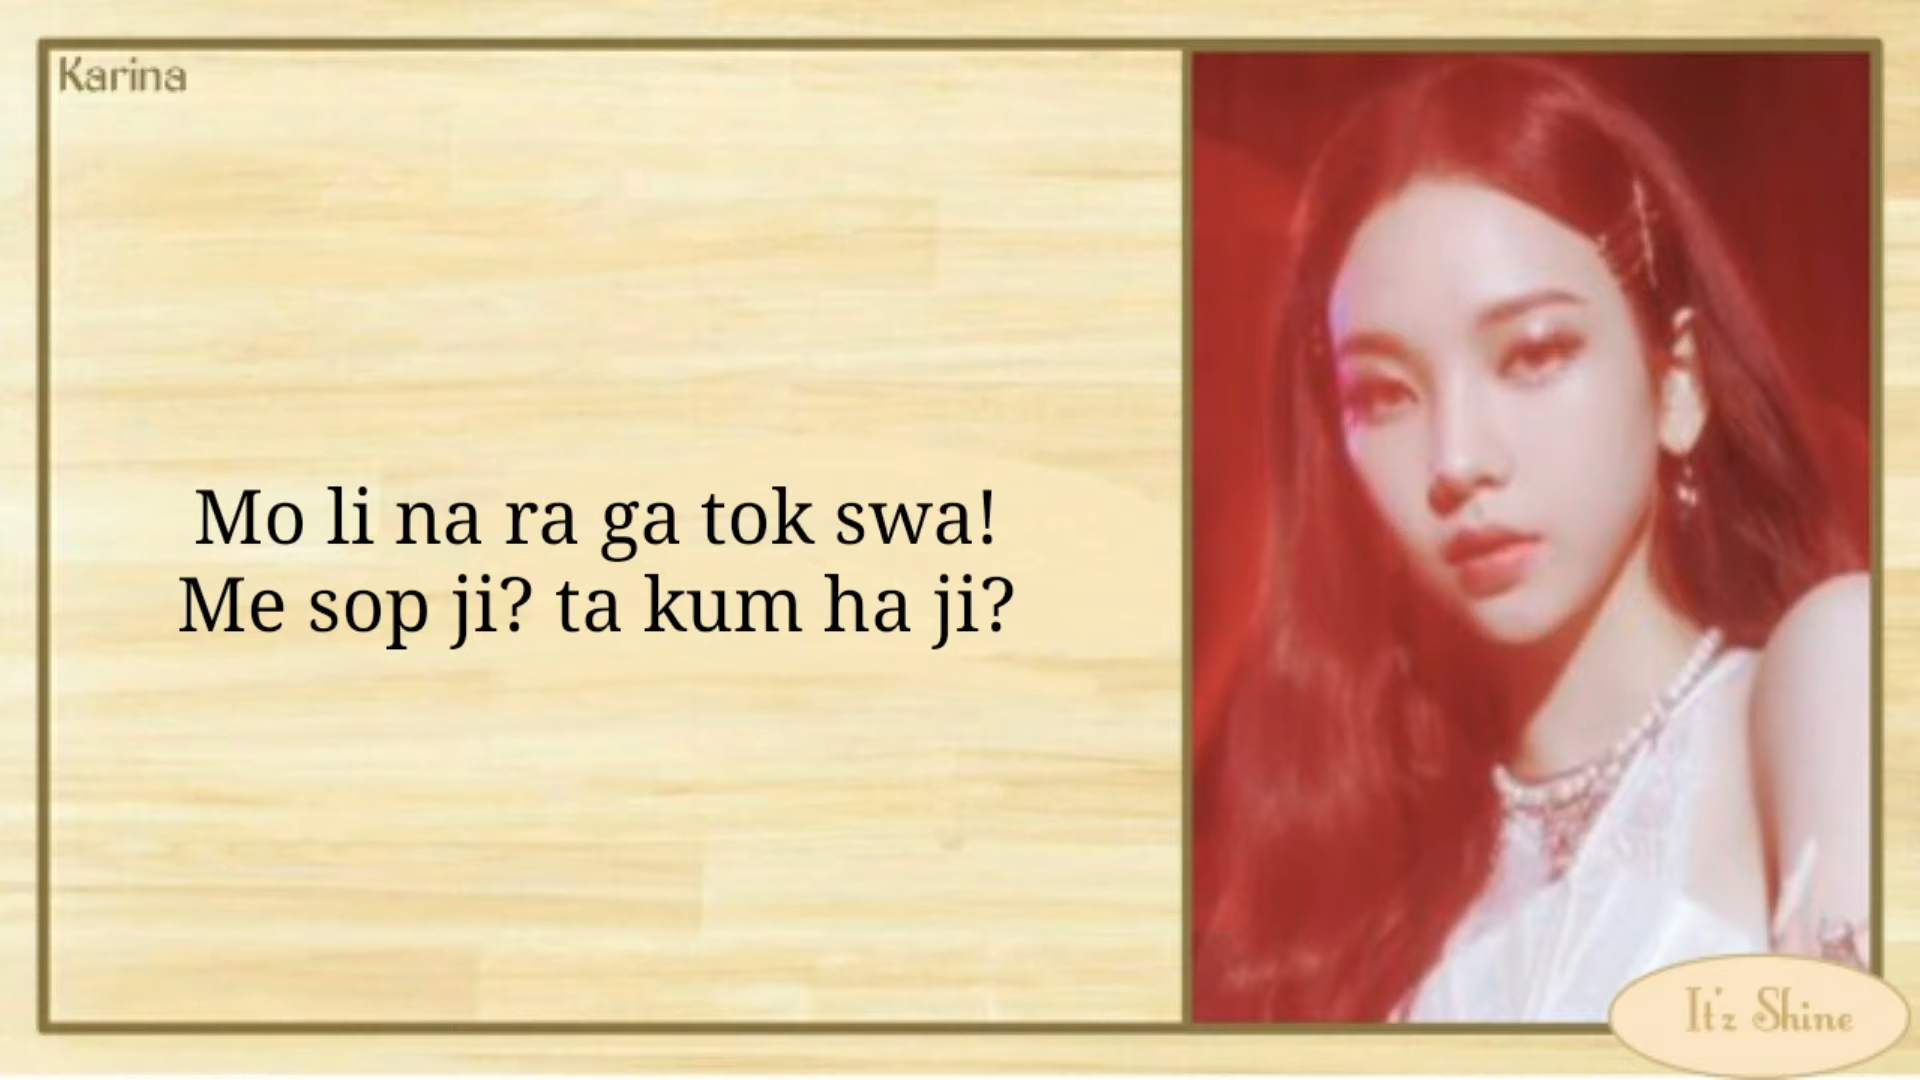 Karina
Mo li na ra ga tok swa!
Me sop ji? ta kum ha ji?
It'z Shine